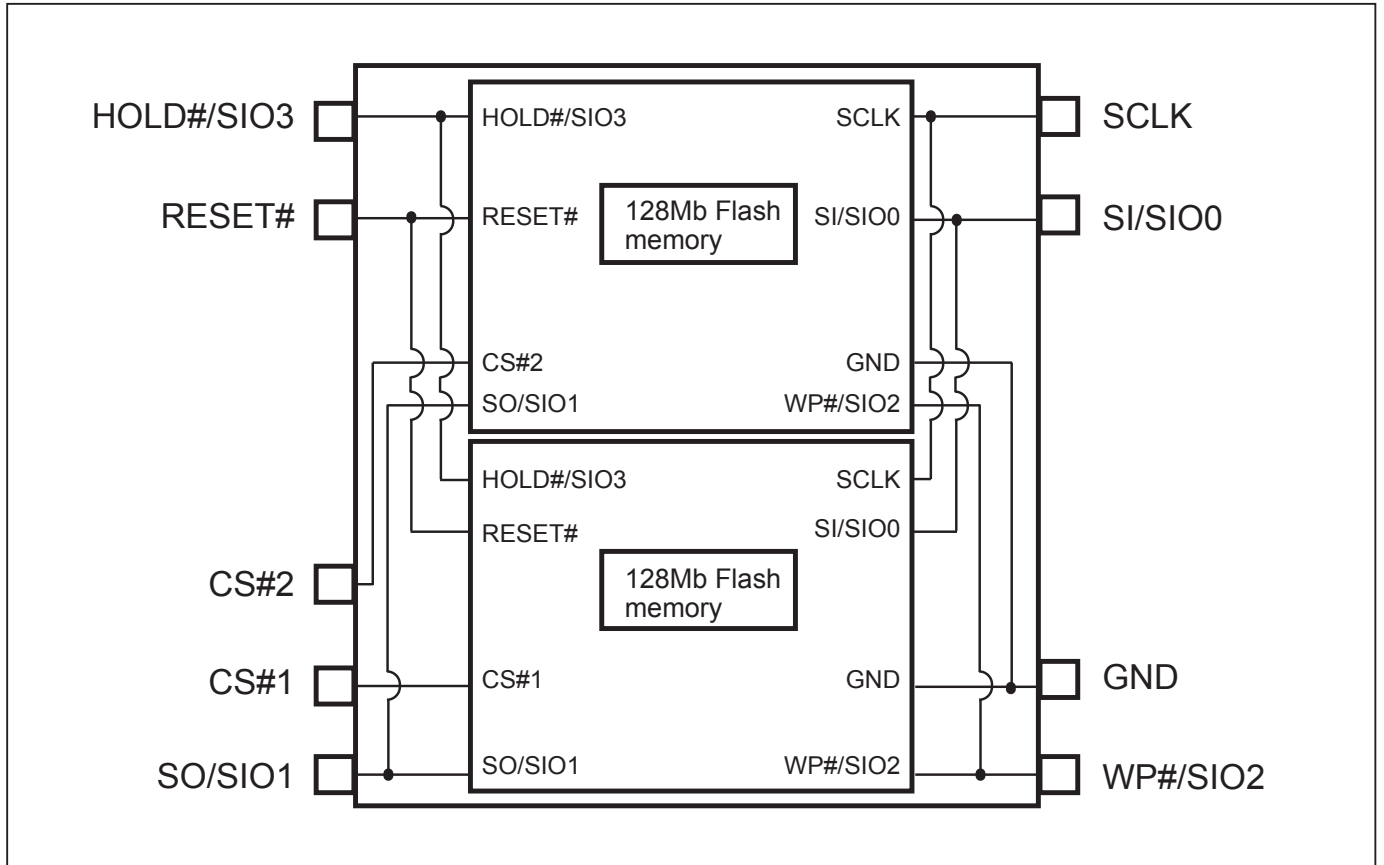 HOLD#/SIO3
RESET#
CS#2
CS#1
SO/SIO1
HOLD#/SIO3
SCLK
RESET#
128Mb Flash
memory
SI/SIO0
CS#2
GND
SO/SIO1
WP#/SIO2
HOLD#/SIO3
SCLK
RESET#
SI/SIO0
128Mb Flash
memory
CS#1
GND
SO/SIO1
WP#/SIO2
SCLK
SI/SIO0
GND
WP#/SIO2